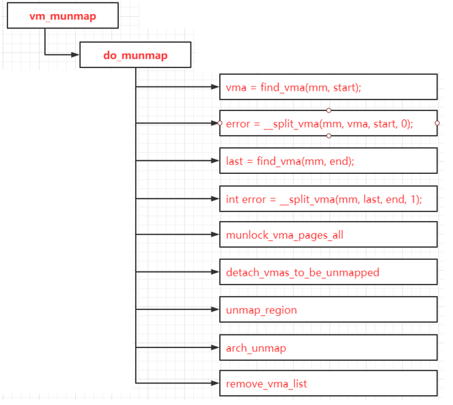 vm_munmap
do_munmap
vma = find_vma(mm, start);
error = __split_vma(mm, vma, start, 0);
last = find_vma(mm, end);
int error = __split_vma(mm, last, end, 1);
munlock_vma_pages_all
detach_vmas_to_be_unmapped
unmap_region
arch_unmap
remove_vma_list